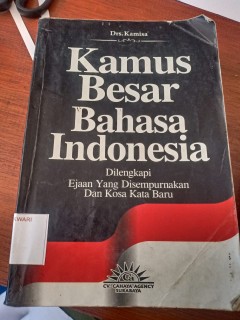 Drs.Kamisa
Kamus
Besar
Bahasa
Indonesia
Dilengkapi
Ejaan Yang Disempurnakan
Dan Kosa Kata Baru
CV "CAHAYA AGENCY"
SURABAYA